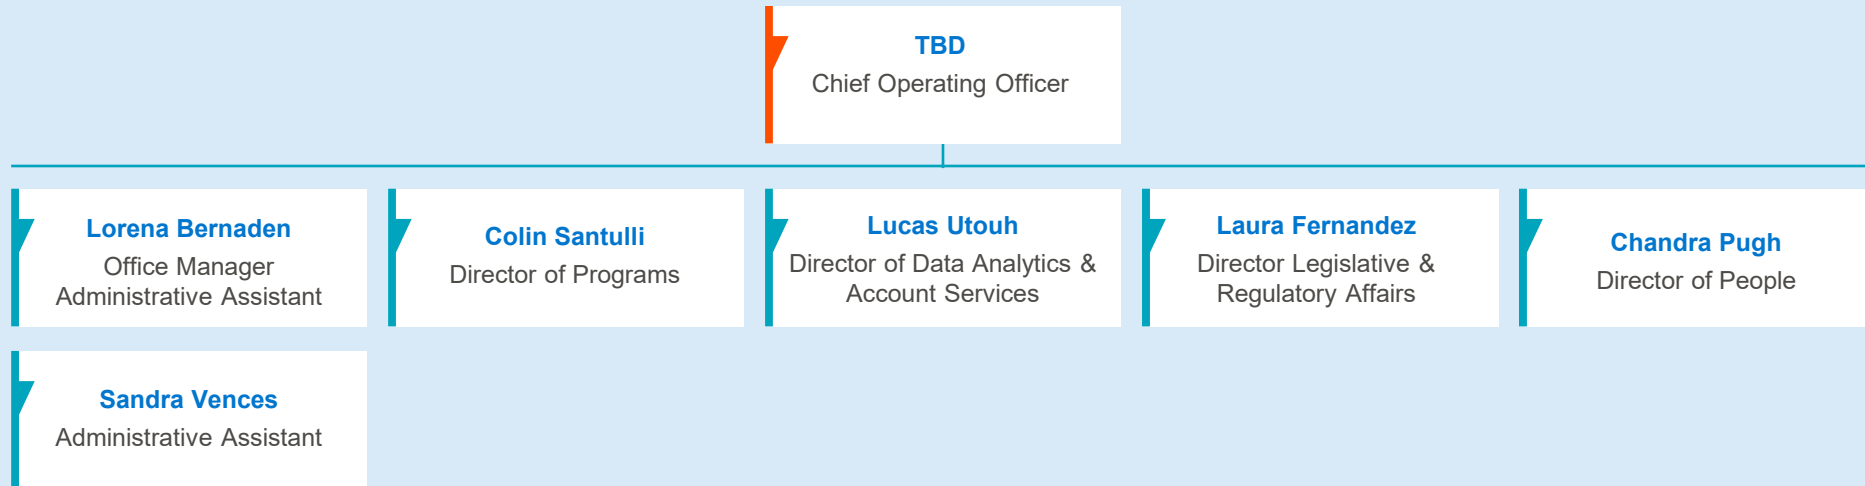 TBD
Chief Operating Officer
Lorena Bernaden
Office Manager
Administrative Assistant
Colin Santulli
Director of Programs
Lucas Utouh
Director of Data Analytics &
Account Services
Laura Fernandez
Director Legislative &
Regulatory Affairs
Chandra Pugh
Director of People
Sandra Vences
Administrative Assistant